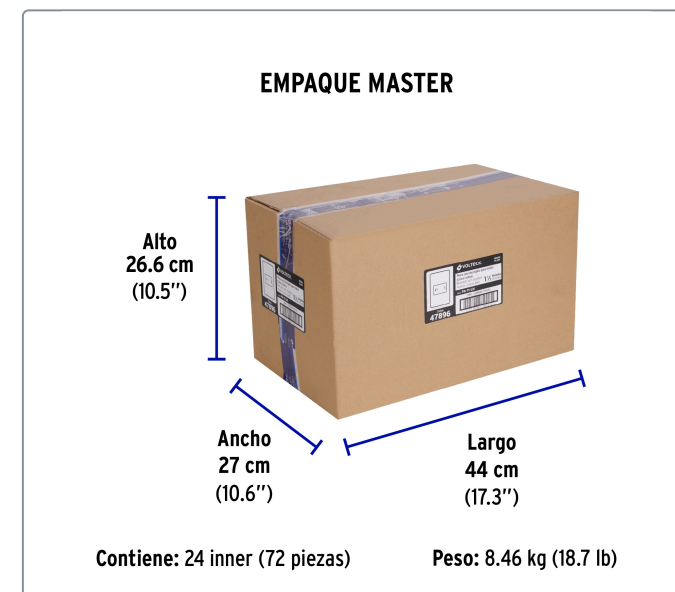 EMPAQUE MASTER
Alto
26.6 cm
(10.5’’)
VOLTECK
47896
Ancho
27 cm
(10.6’’)
Largo
44 cm
(17.3’’)
Contiene: 24 inner (72 piezas)
Peso: 8.46 kg (18.7 lb)